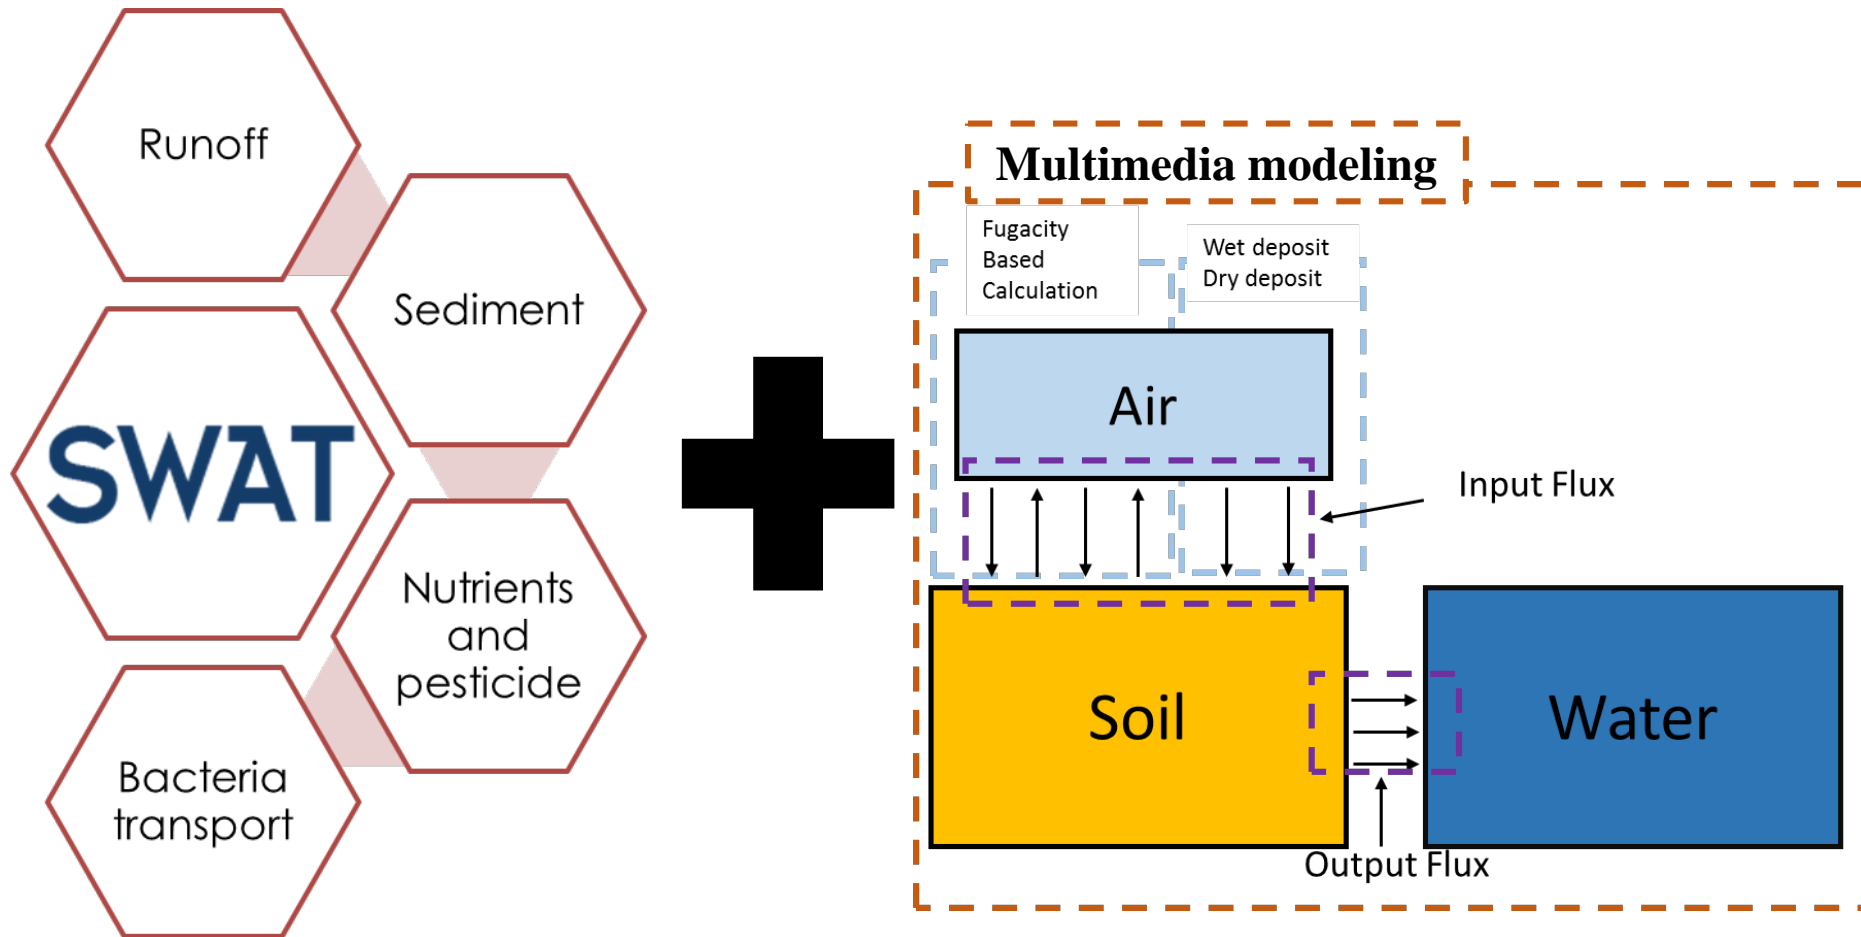 Runoff
Sediment
SWAT
Nutrients
and
pesticide
Bacteria
transport
Multimedia modeling
Fugacity
Based
Calculation
Wet deposit
Dry deposit
Air
Input Flux
Soil
Water
Output Flux